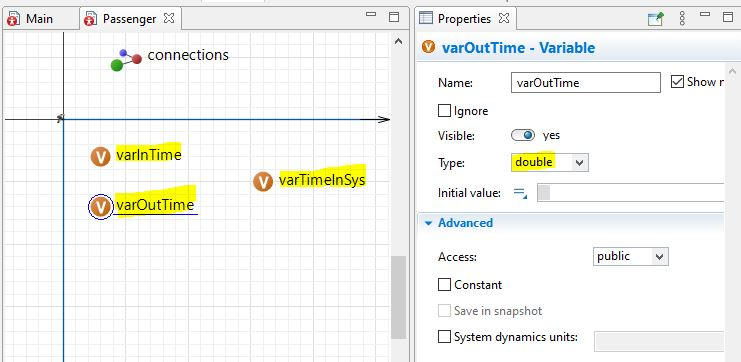 Main
Passenger
connections
varInTime
varTimeInSys
varOutTime
Properties
varOutTime - Variable
Name:
varOutTime
Show n
Ignore
Visible:
yes
Type:
double
Initial value:
Advanced
Access:
public
Constant
Save in snapshot
System dynamics units: